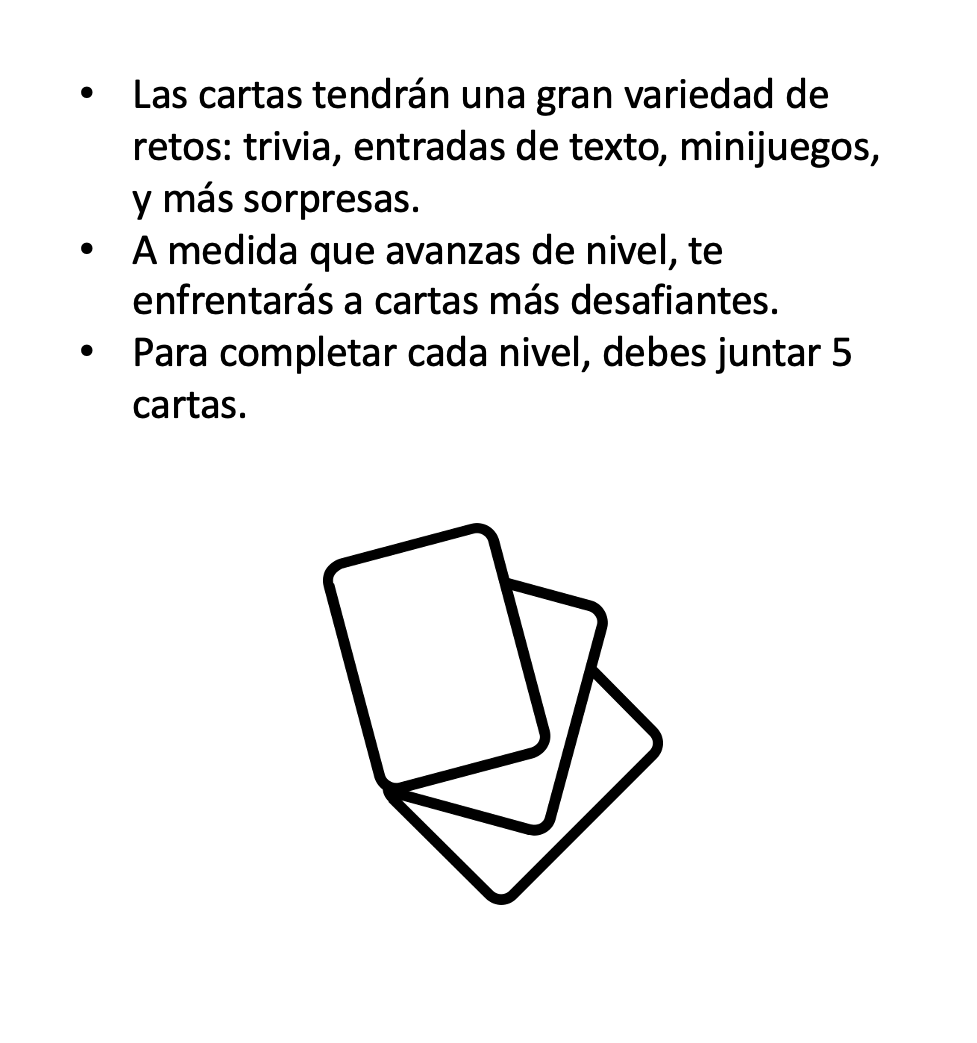 • Las cartas tendrán una gran variedad de
retos: trivia, entradas de texto, minijuegos,
y más sorpresas.
• A medida que avanzas de nivel, te
enfrentarás a cartas más desafiantes.
• Para completar cada nivel, debes juntar 5
cartas.